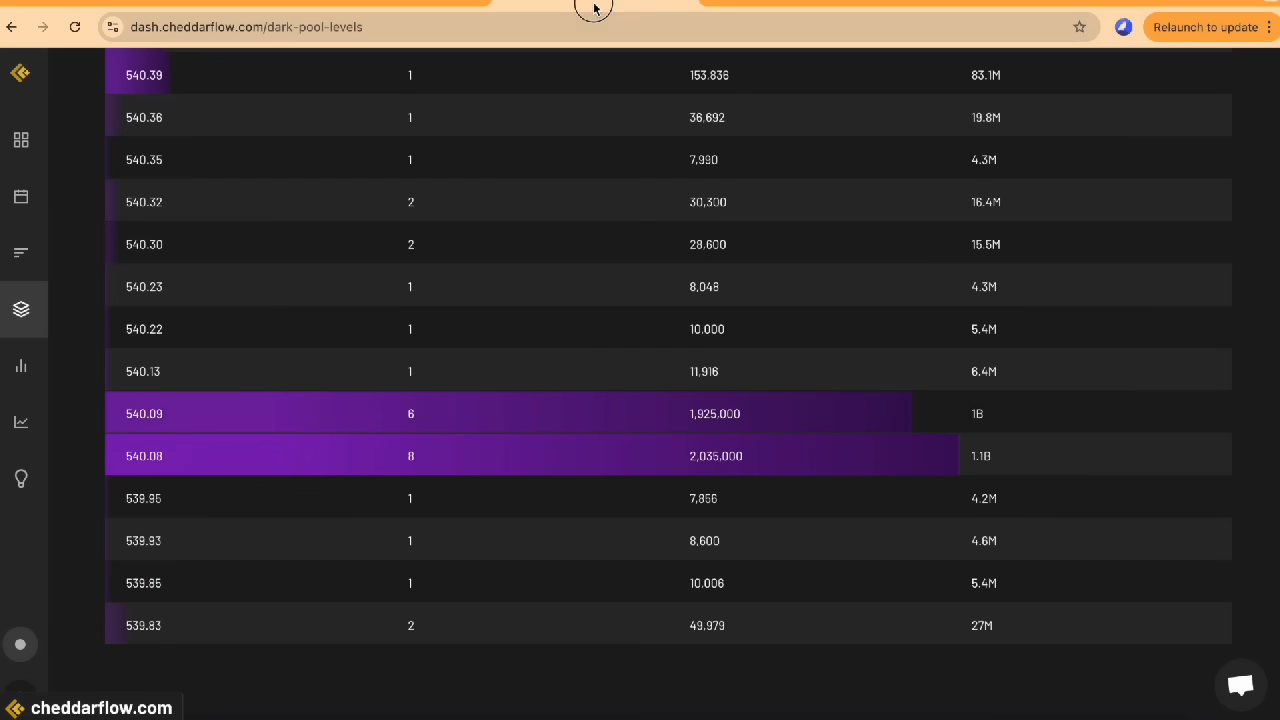 dash.cheddarflow.com/dark-pool-levels
Relaunch to update
540.39 1 153,836 83.1M
540.36 1 36,692 19.8M
540.35 1 7,990 4.3M
540.32 2 30,300 16.4M
540.30 2 28,600 15.5M
540.23 1 8,048 4.3M
540.22 1 10,000 5.4M
540.13 1 11,916 6.4M
540.09 6 1,925,000 1B
540.08 8 2,035,000 1.1B
539.95 1 7,856 4.2M
539.93 1 8,600 4.6M
539.85 1 10,006 5.4M
539.83 2 49,979 27M
cheddarflow.com